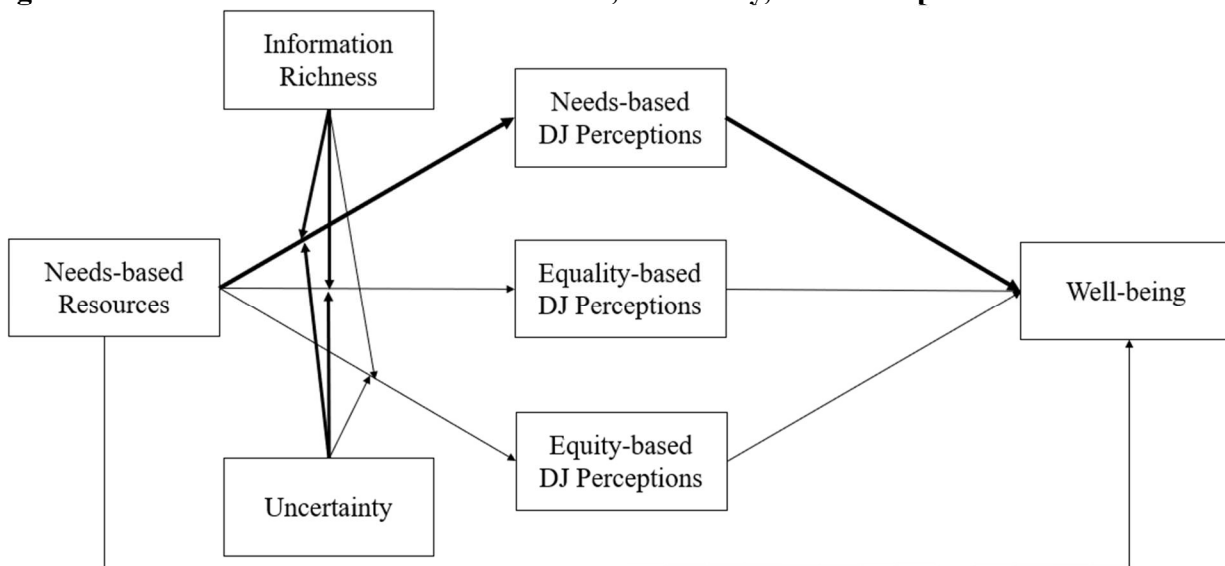 Information
Richness
Needs-based
DJ Perceptions
Needs-based
Resources
Equality-based
DJ Perceptions
Well-being
Equity-based
DJ Perceptions
Uncertainty